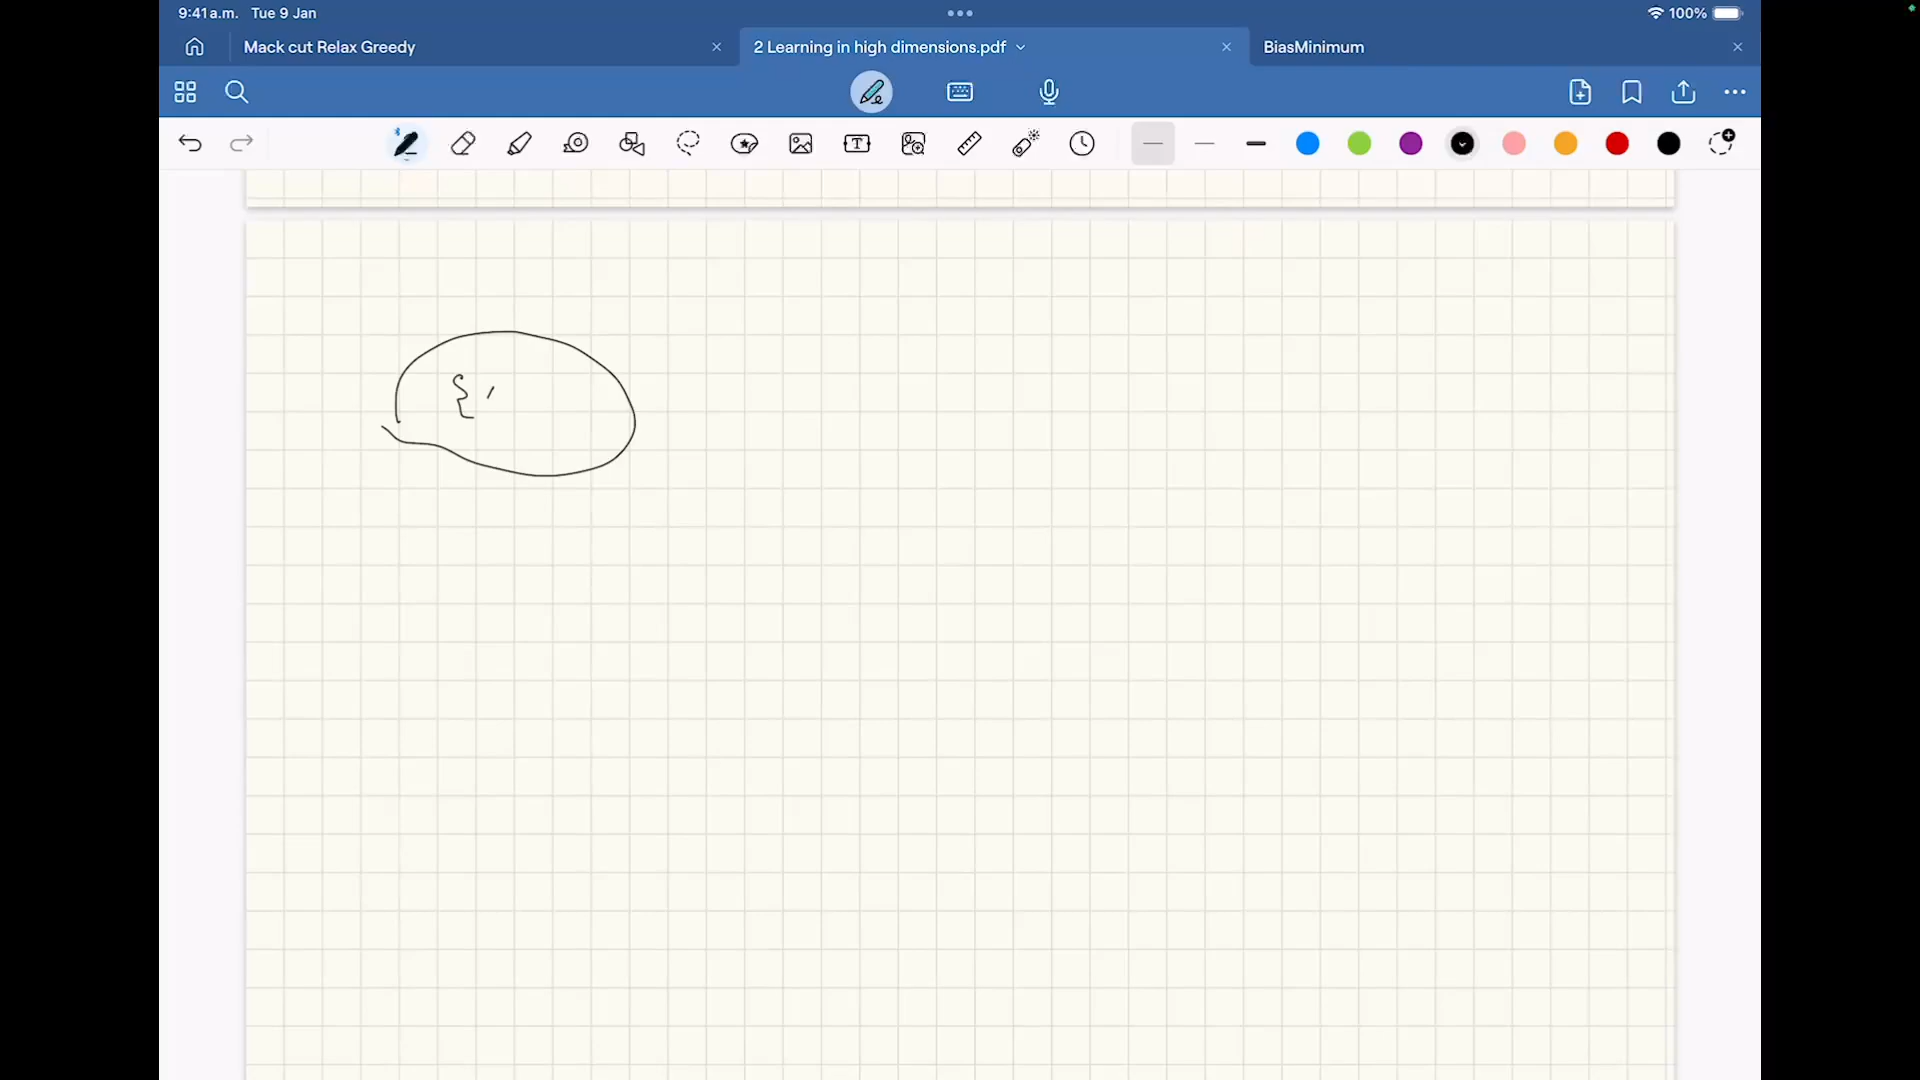 9:41 a.m. Tue 9 Jan
100%
Mack cut Relax Greedy
2 Learning in high dimensions.pdf
BiasMinimum
{